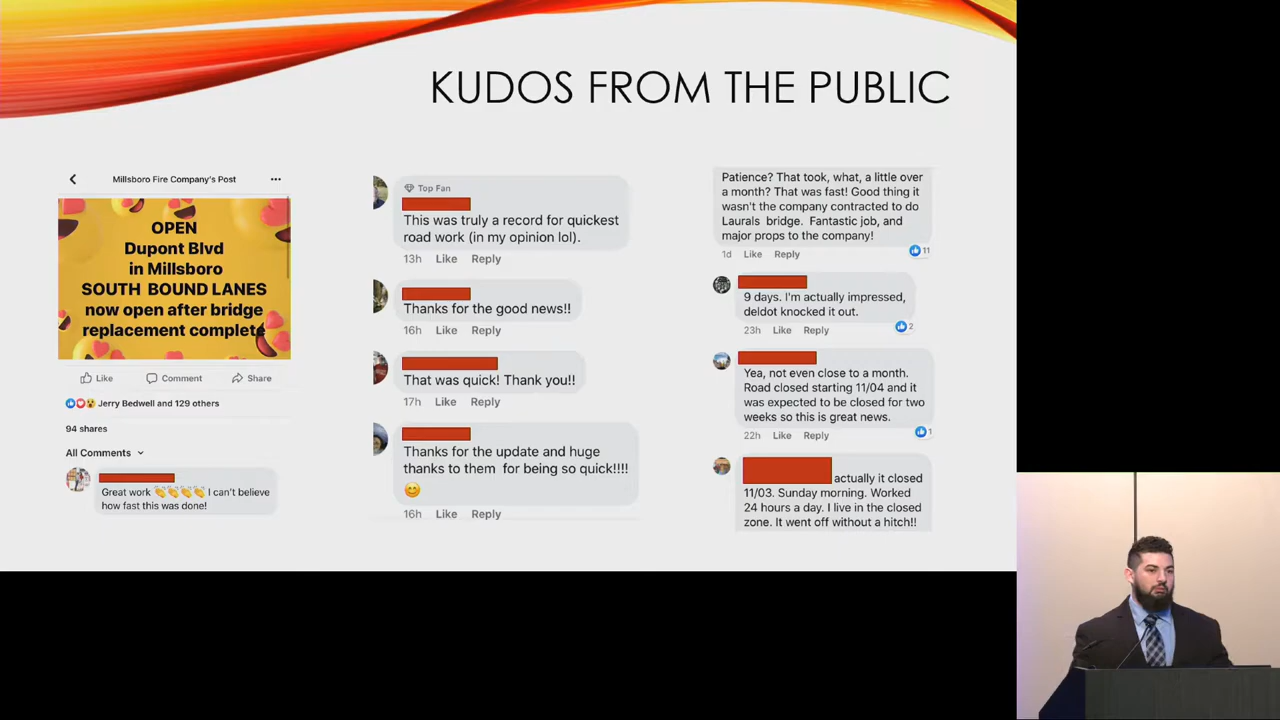 KUDOS FROM THE PUBLIC
Millsboro Fire Company's Post
OPEN
Dupont Blvd
in Millsboro
SOUTH BOUND LANES
now open after bridge
replacement complete
Like Comment Share
Jerry Bedwell and 129 others
94 shares
All Comments
Great work 👏👏👏👏 I can't believe
how fast this was done!
Top Fan
This was truly a record for quickest
road work (in my opinion lol).
13h Like Reply
Thanks for the good news!!
16h Like Reply
That was quick! Thank you!!
17h Like Reply
Thanks for the update and huge
thanks to them for being so quick!!!!
😊
16h Like Reply
Patience? That took, what, a little over
a month? That was fast! Good thing it
wasn't the company contracted to do
Laurals bridge. Fantastic job, and
major props to the company!
11
1d Like Reply
9 days. I'm actually impressed,
deldot knocked it out.
2
23h Like Reply
Yea, not even close to a month.
Road closed starting 11/04 and it
was expected to be closed for two
weeks so this is great news.
1
22h Like Reply
actually it closed
11/03. Sunday morning. Worked
24 hours a day. I live in the closed
zone. It went off without a hitch!!